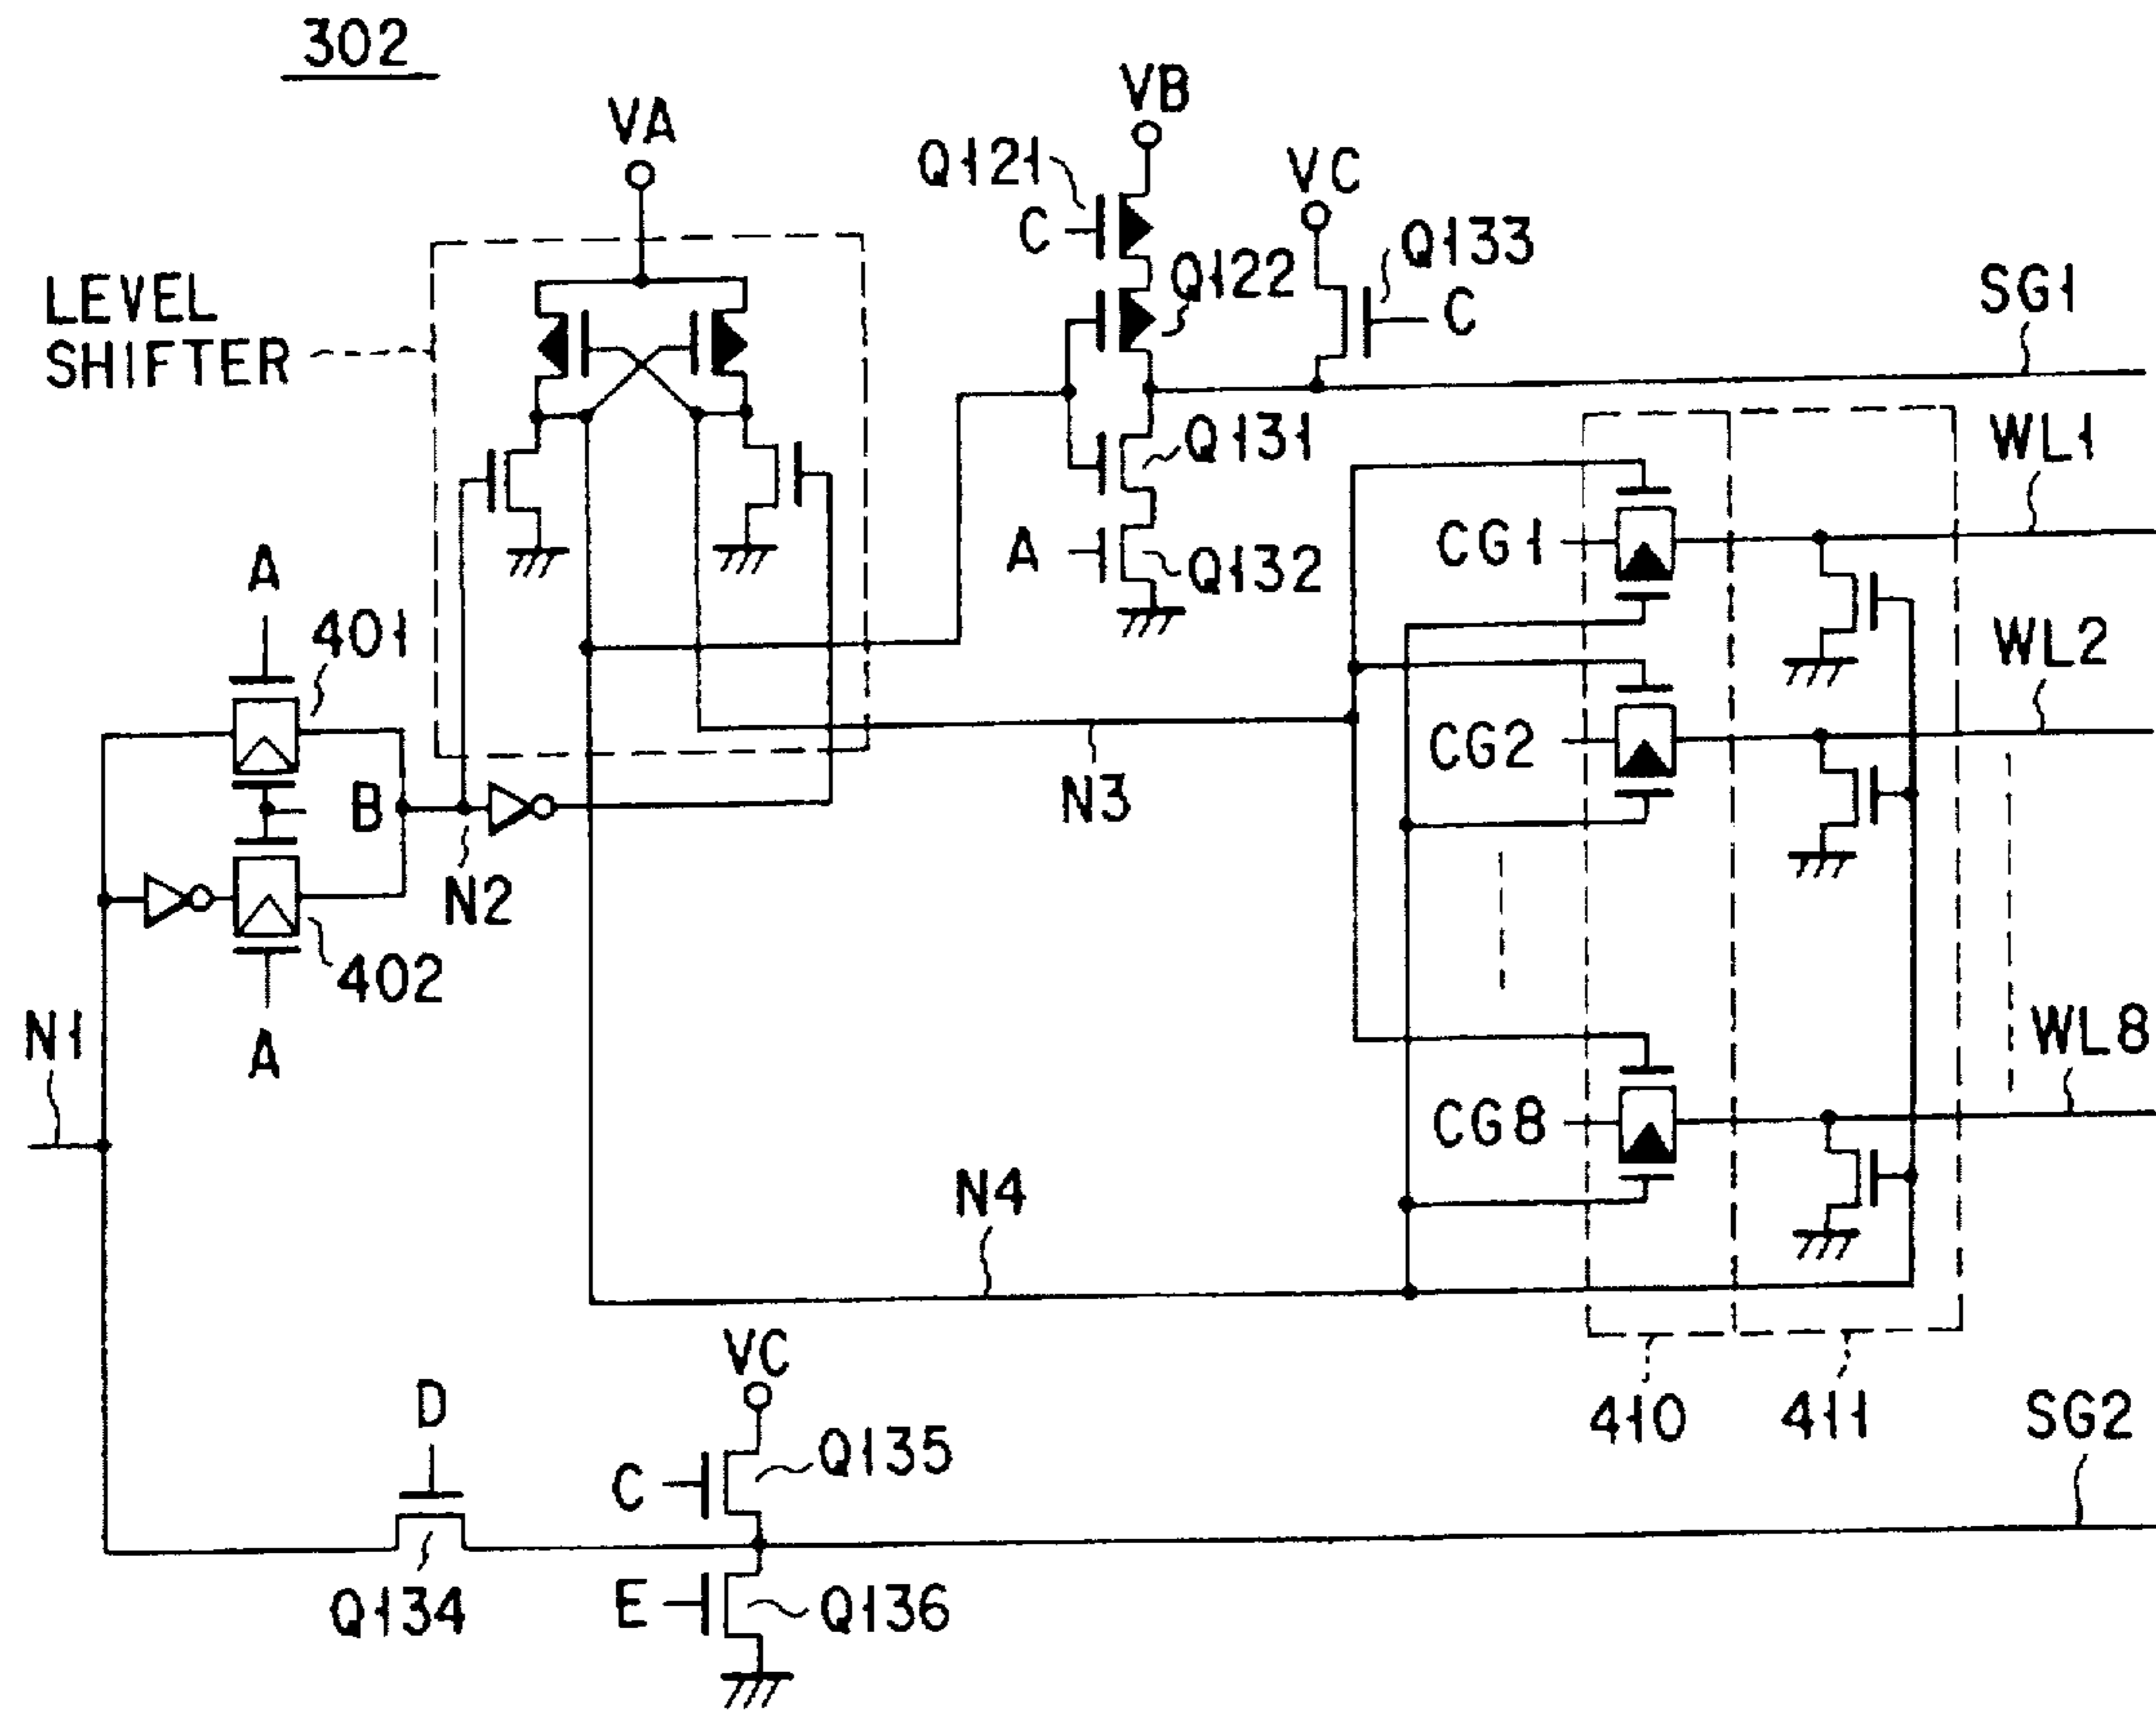 302
VA
VB
Q121
VC
C
Q133
Q122
C
SG1
LEVEL
SHIFTER
Q131
WL1
A
CG1
A
Q132
401
WL2
CG2
B
N3
N2
402
N1
A
WL8
CG8
N4
VC
D
410
411
SG2
C
Q135
Q134
E
Q136